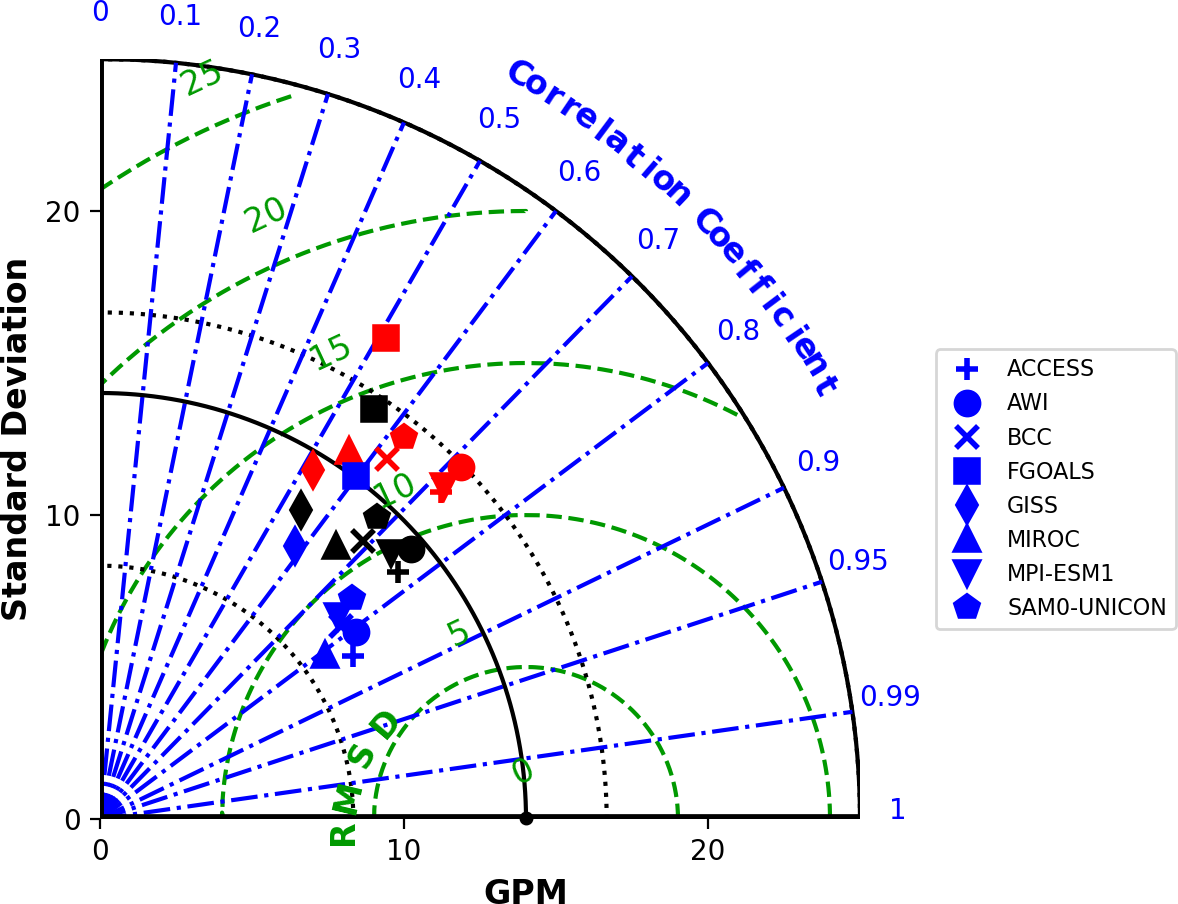 0
0.1
0.2
0.3
0.4
0.5
0.6
0.7
0.8
0.9
0.95
0.99
1
Correlation Coefficient
25
20
15
10
5
0
RMSD
20
10
0
Standard Deviation
0
10
20
GPM
ACCESS
AWI
BCC
FGOALS
GISS
MIROC
MPI-ESM1
SAM0-UNICON